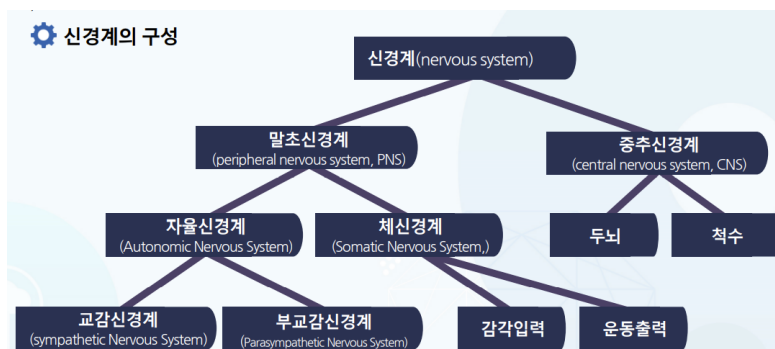 신경계의 구성
신경계(nervous system)
말초신경계
(peripheral nervous system, PNS)
중추신경계
(central nervous system, CNS)
자율신경계
(Autonomic Nervous System)
체신경계
(Somatic Nervous System,)
두뇌
척수
교감신경계
(sympathetic Nervous System)
부교감신경계
(Parasympathetic Nervous System)
감각입력
운동출력